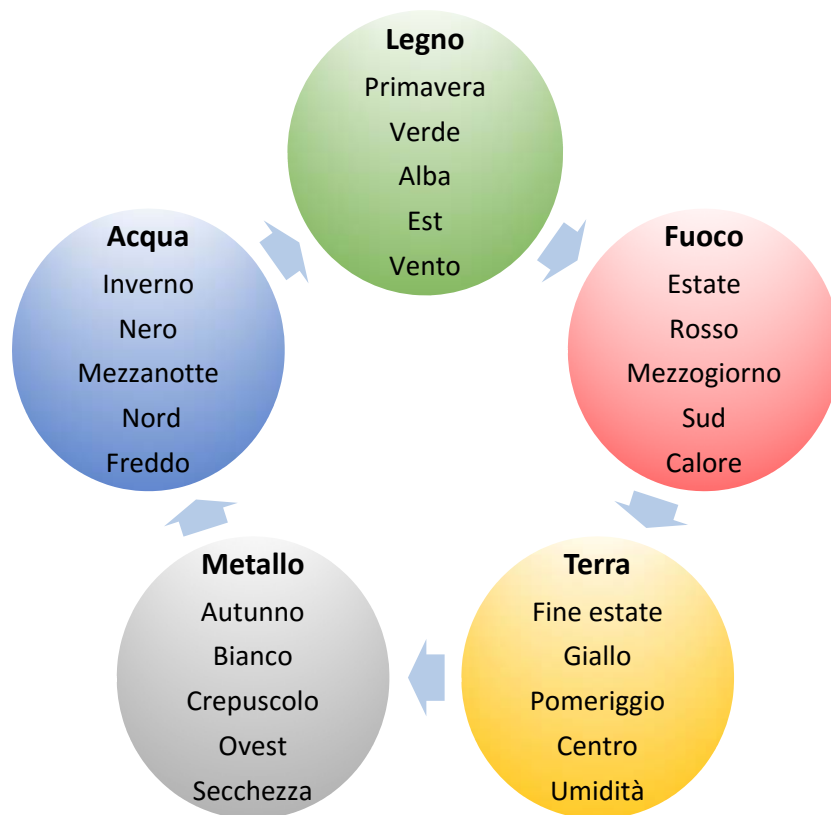 Legno
Primavera
Verde
Alba
Est
Vento
Fuoco
Estate
Rosso
Mezzogiorno
Sud
Calore
Terra
Fine estate
Giallo
Pomeriggio
Centro
Umidità
Metallo
Autunno
Bianco
Crepuscolo
Ovest
Secchezza
Acqua
Inverno
Nero
Mezzanotte
Nord
Freddo